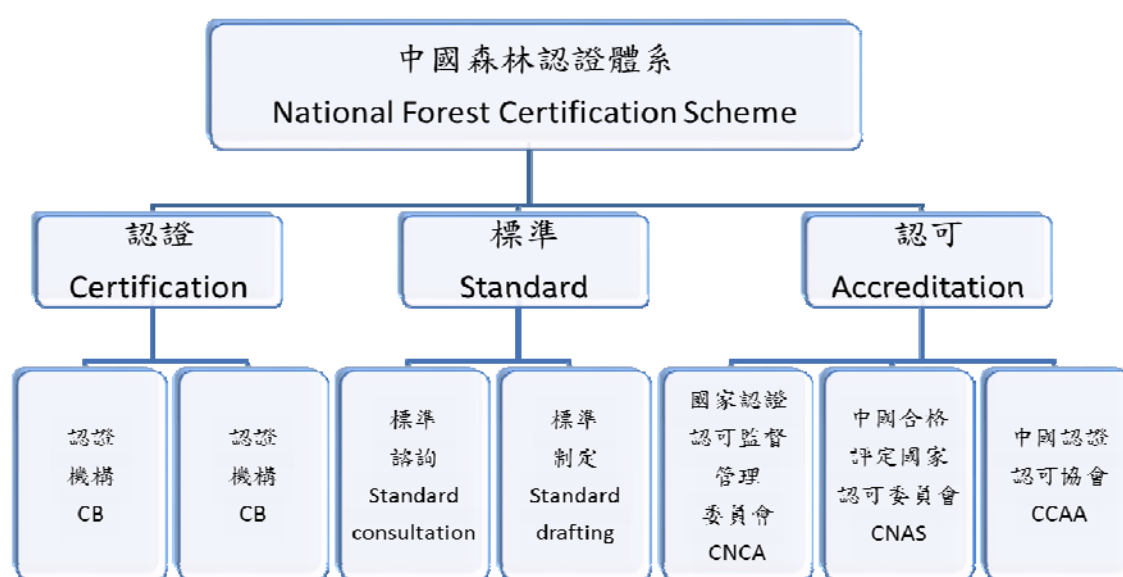 中國森林認證體系
National Forest Certification Scheme
認證
Certification
標準
Standard
認可
Accreditation
認證
機構
CB
認證
機構
CB
標準
諮詢
Standard
consultation
標準
制定
Standard
drafting
國家認證
認可監督
管理
委員會
CNCA
中國合格
評定國家
認可委員會
CNAS
中國認證
認可協會
CCAA